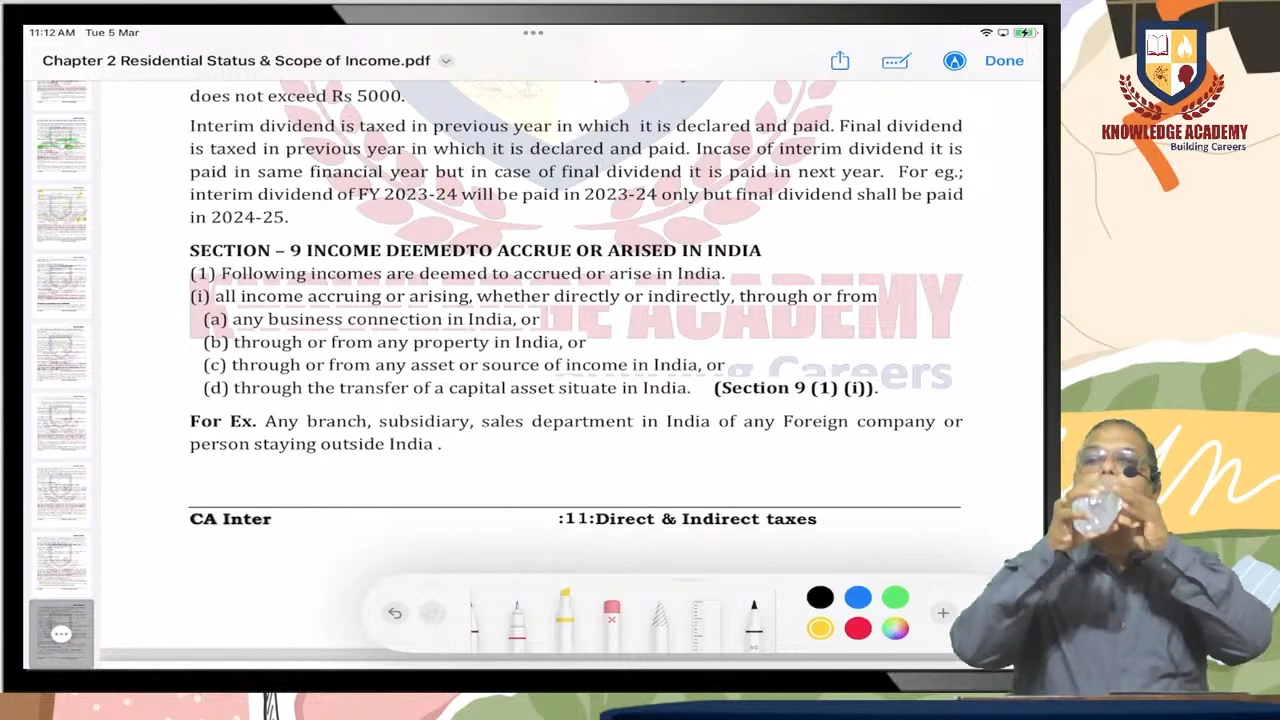 11:12 AM Tue 5 Mar
Chapter 2 Residential Status & Scope of Income.pdf
Done
KNOWLEDGE ACADEMY
Building Careers
does not exceed Rs 5000.
Interim dividend is taxed in previous year in which it is declared and paid. Final dividend
is taxed in previous year in which it is declared and paid. Incase of interim dividend it is
paid in same financial year but in case of final dividend it is paid in next year. For eg.;
interim dividend of FY 2023-24 is paid in 2023-24 only but final dividend shall be paid
in 2024-25.
SECTION – 9 INCOME DEEMED TO ACCRUE OR ARISED IN INDIA
(1) Following incomes are deemed to accrue or arise in India.
income accruing or arising, whether directly or indirectly, through or from
(a) any business connection in India, or
(b) through or from any property in India, or
(c) through or from any asset or source of income in India, or
(d) through the transfer of a capital asset situate in India. (Section 9 (1) (i)).
For eg: Any branch, subsidiary, sales department in India of a Foreign company or
person staying outside India .
CA Inter :11:Direct & Indirect taxes
50